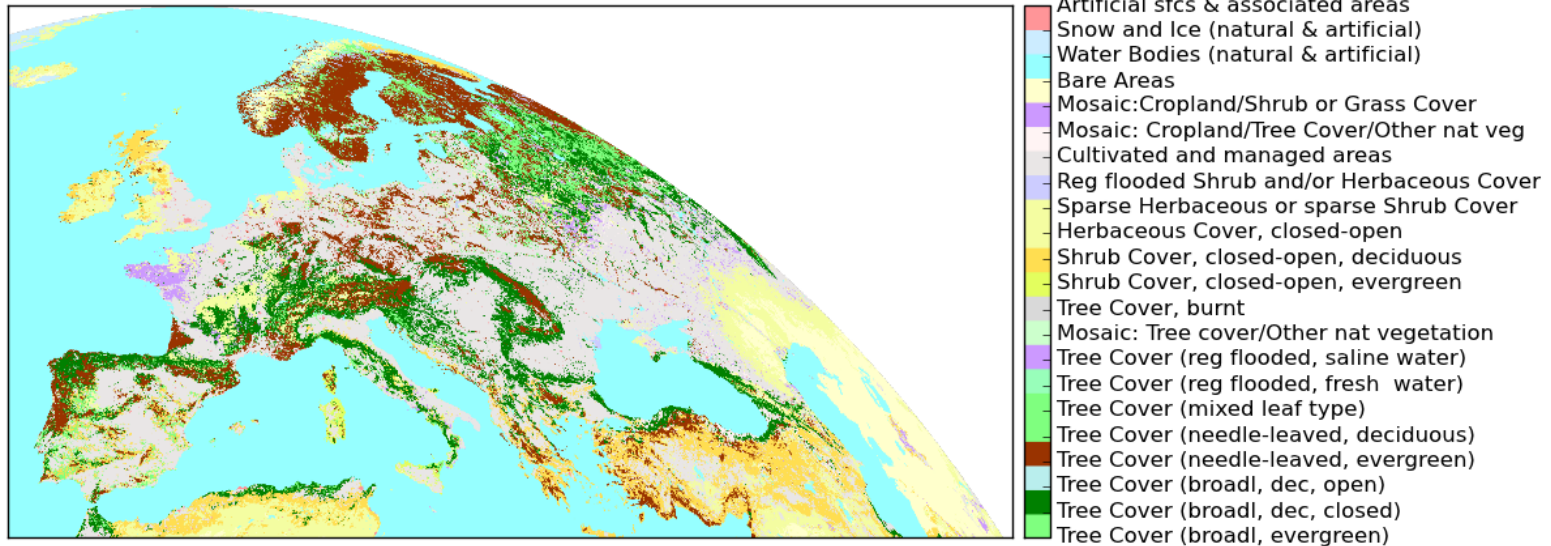 Artificial sfcs & associated areas
Snow and Ice (natural & artificial)
Water Bodies (natural & artificial)
Bare Areas
Mosaic:Cropland/Shrub or Grass Cover
Mosaic: Cropland/Tree Cover/Other nat veg
Cultivated and managed areas
Reg flooded Shrub and/or Herbaceous Cover
Sparse Herbaceous or sparse Shrub Cover
Herbaceous Cover, closed-open
Shrub Cover, closed-open, deciduous
Shrub Cover, closed-open, evergreen
Tree Cover, burnt
Mosaic: Tree cover/Other nat vegetation
Tree Cover (reg flooded, saline water)
Tree Cover (reg flooded, fresh  water)
Tree Cover (mixed leaf type)
Tree Cover (needle-leaved, deciduous)
Tree Cover (needle-leaved, evergreen)
Tree Cover (broadl, dec, open)
Tree Cover (broadl, dec, closed)
Tree Cover (broadl, evergreen)